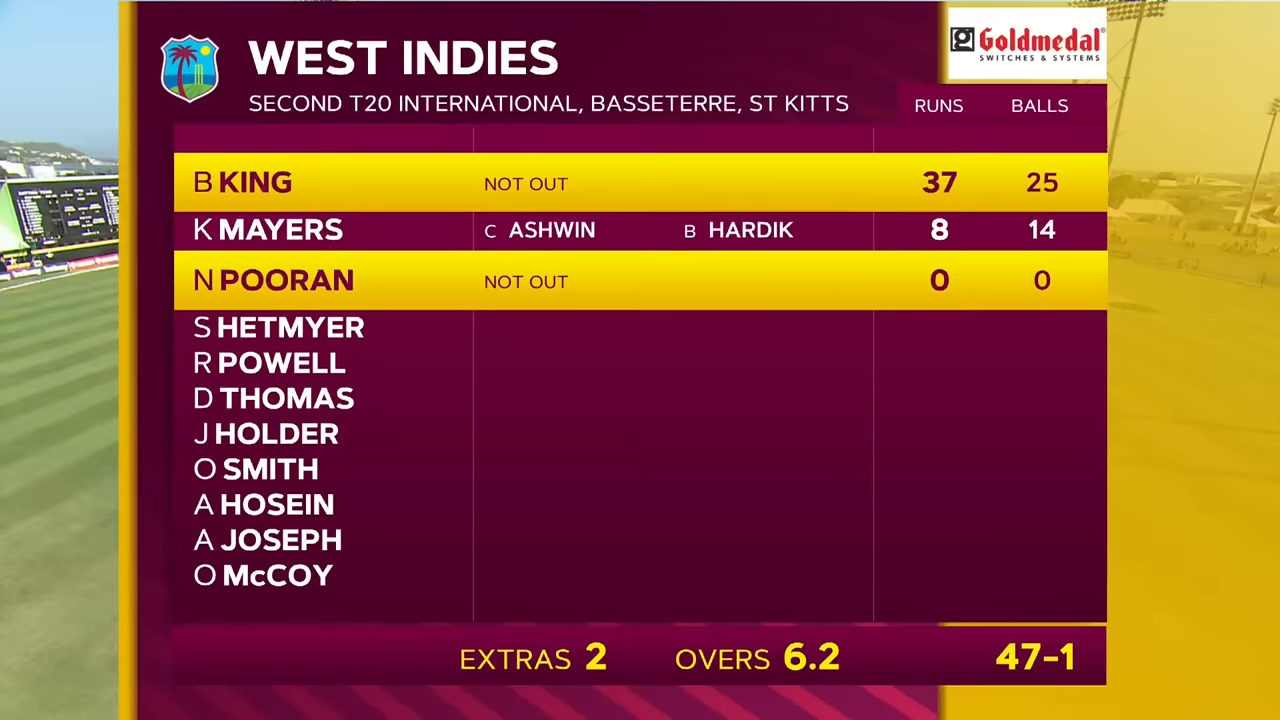 WEST INDIES
SECOND T20 INTERNATIONAL, BASSETERRE, ST KITTS
Goldmedal
SWITCHES & SYSTEMS
RUNS BALLS
B KING NOT OUT 37 25
K MAYERS C ASHWIN B HARDIK 8 14
N POORAN NOT OUT 0 0
S HETMYER
R POWELL
D THOMAS
J HOLDER
O SMITH
A HOSEIN
A JOSEPH
O McCOY
EXTRAS 2 OVERS 6.2 47-1